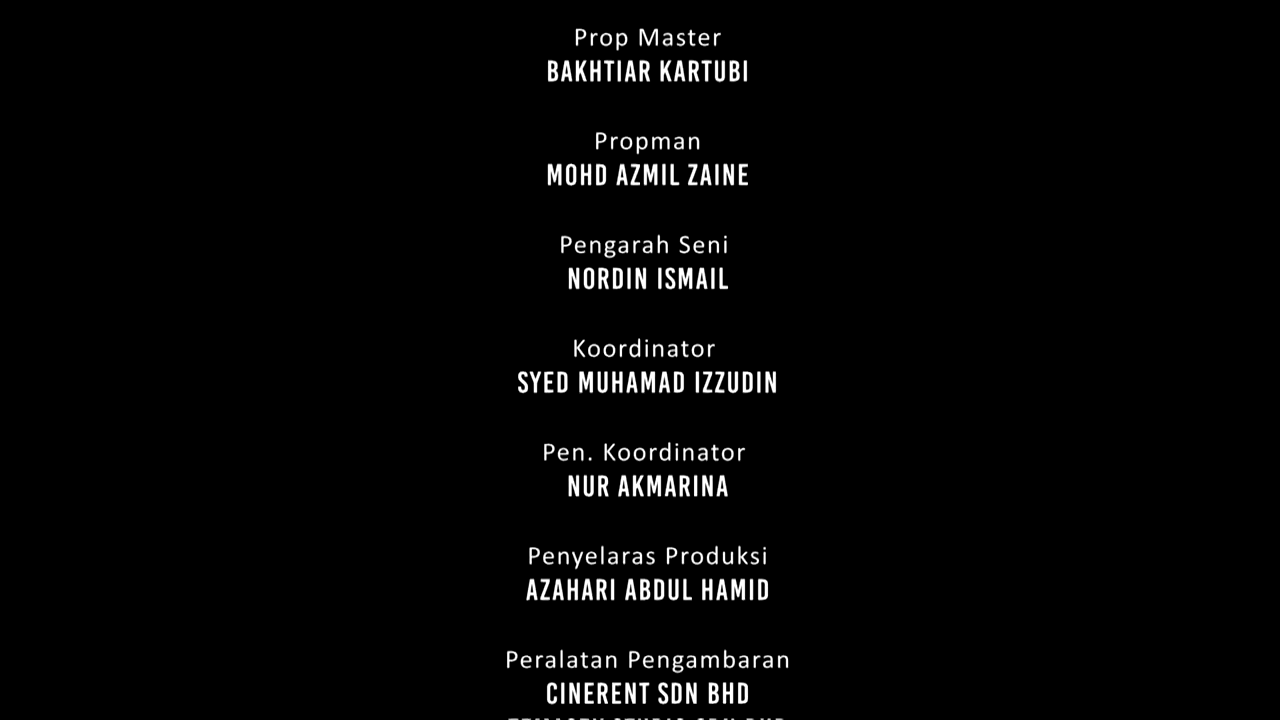 Prop Master
BAKHTIAR KARTUBI
Propman
MOHD AZMIL ZAINE
Pengarah Seni
NORDIN ISMAIL
Koordinator
SYED MUHAMAD IZZUDIN
Pen. Koordinator
NUR AKMARINA
Penyelaras Produksi
AZAHARI ABDUL HAMID
Peralatan Pengambaran
CINERENT SDN BHD